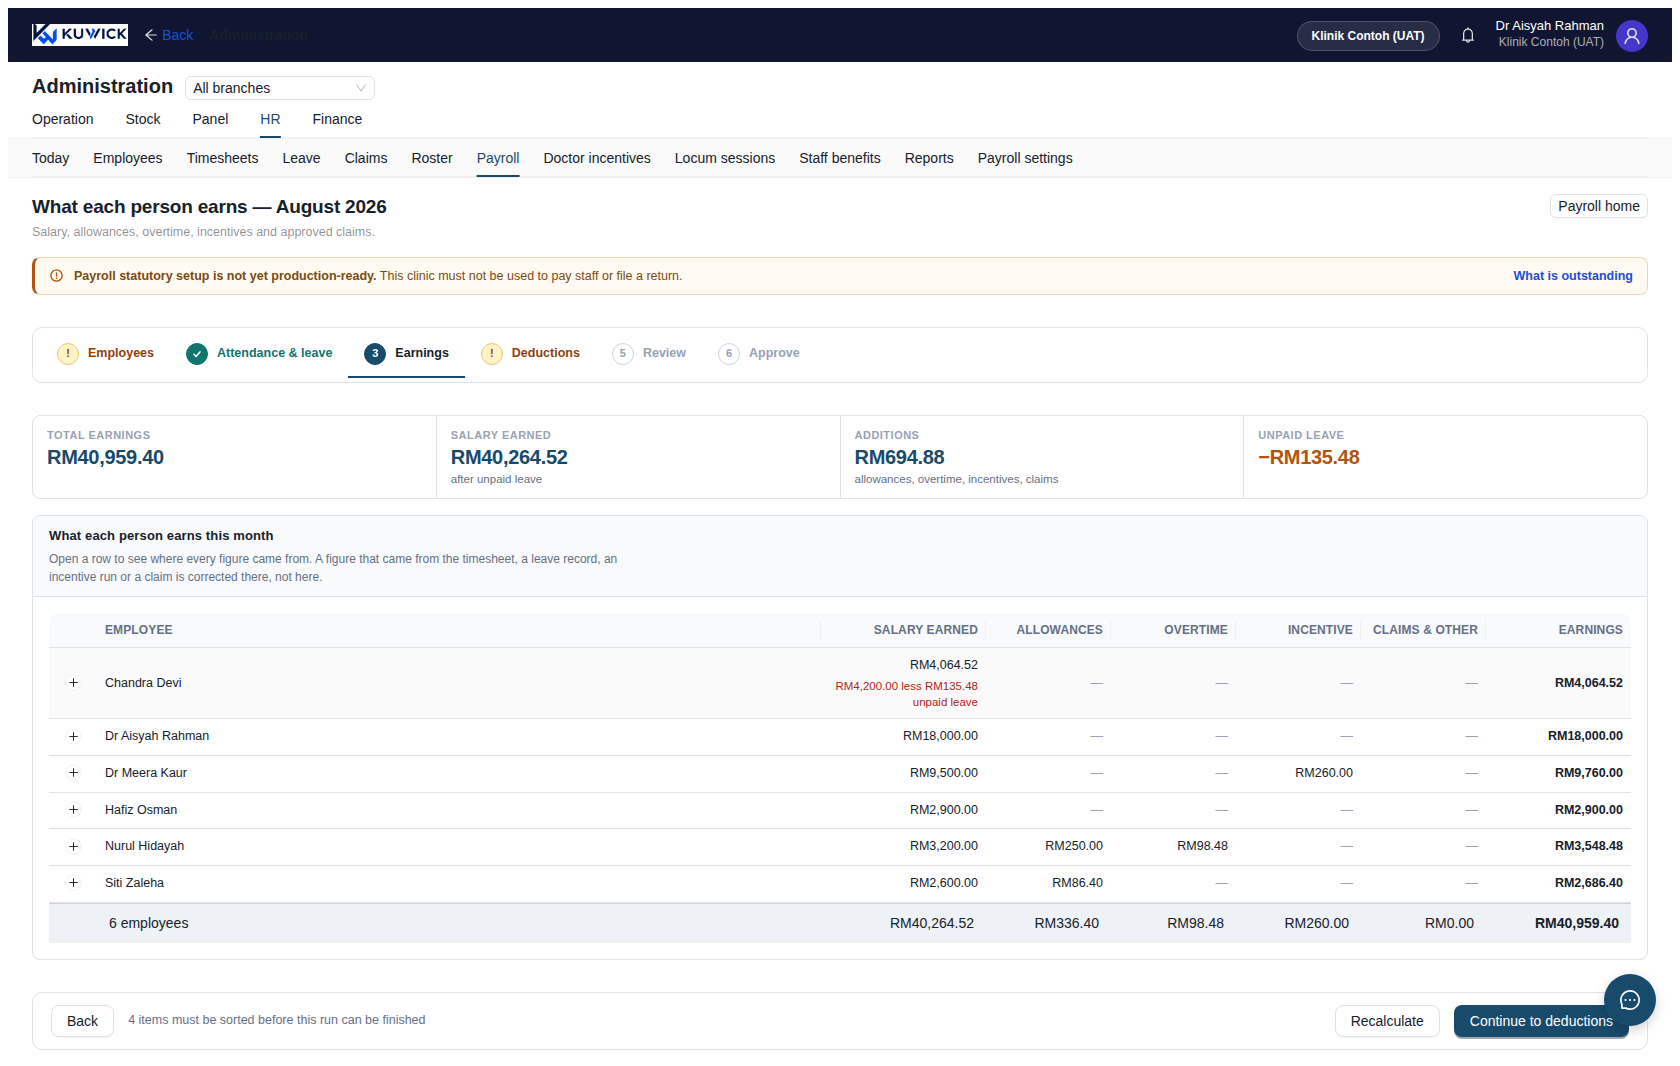 KUWICK
Back Administration
Klinik Contoh (UAT)
Dr Aisyah Rahman
Klinik Contoh (UAT)
Administration
All branches
Operation Stock Panel HR Finance
Today Employees Timesheets Leave Claims Roster Payroll Doctor incentives Locum sessions Staff benefits Reports Payroll settings
What each person earns — August 2026
Payroll home
Salary, allowances, overtime, incentives and approved claims.
Payroll statutory setup is not yet production-ready. This clinic must not be used to pay staff or file a return. What is outstanding
! Employees Attendance & leave 3 Earnings ! Deductions 5 Review 6 Approve
TOTAL EARNINGS
RM40,959.40
SALARY EARNED
RM40,264.52
after unpaid leave
ADDITIONS
RM694.88
allowances, overtime, incentives, claims
UNPAID LEAVE
−RM135.48
What each person earns this month
Open a row to see where every figure came from. A figure that came from the timesheet, a leave record, an
incentive run or a claim is corrected there, not here.
EMPLOYEE SALARY EARNED ALLOWANCES OVERTIME INCENTIVE CLAIMS & OTHER EARNINGS
Chandra Devi RM4,064.52 — — — — RM4,064.52
RM4,200.00 less RM135.48
unpaid leave
Dr Aisyah Rahman RM18,000.00 — — — — RM18,000.00
Dr Meera Kaur RM9,500.00 — — RM260.00 — RM9,760.00
Hafiz Osman RM2,900.00 — — — — RM2,900.00
Nurul Hidayah RM3,200.00 RM250.00 RM98.48 — — RM3,548.48
Siti Zaleha RM2,600.00 RM86.40 — — — RM2,686.40
6 employees RM40,264.52 RM336.40 RM98.48 RM260.00 RM0.00 RM40,959.40
Back 4 items must be sorted before this run can be finished Recalculate Continue to deductions